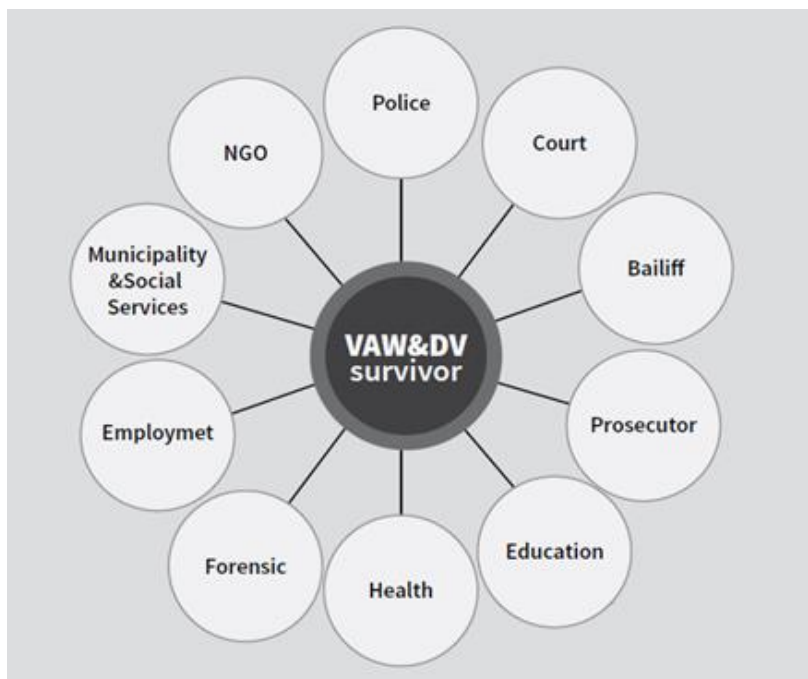 Police
Court
Bailiff
Prosecutor
Education
Health
Forensic
Employmet
Municipality
&Social
Services
NGO
VAW&DV
survivor